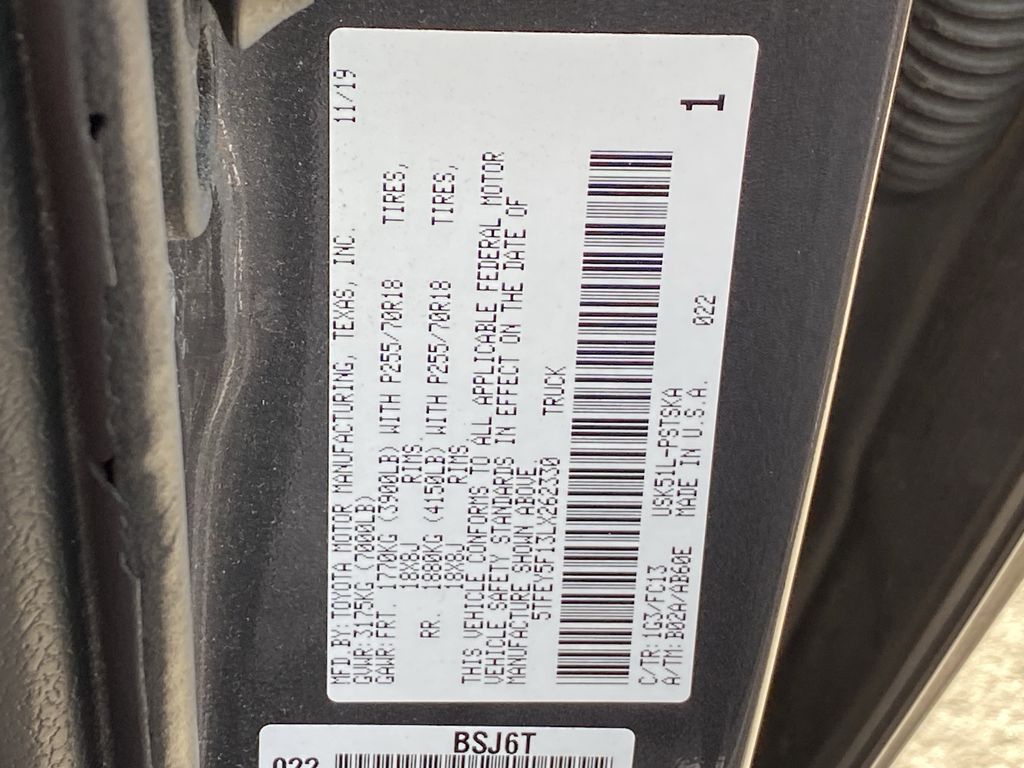 MFD.BY:TOYOTA MOTOR MANUFACTURING, TEXAS, INC. 11/19
GVWR:3175KG (7000LB)
GAWR:FRT. 1770KG (3900LB) WITH P255/70R18 TIRES,
18X8J RIMS,
RR. 1880KG (4150LB) WITH P255/70R18 TIRES,
18X8J RIMS.
THIS VEHICLE CONFORMS TO ALL APPLICABLE FEDERAL MOTOR
VEHICLE SAFETY STANDARDS IN EFFECT ON THE DATE OF
MANUFACTURE SHOWN ABOVE.
5TFEY5F13LX262330 TRUCK
C/TR:1G3/FC13 USK51L-PSTSKA 022
A/TM:B02A/AB60E MADE IN U.S.A.
1
BSJ6T
022